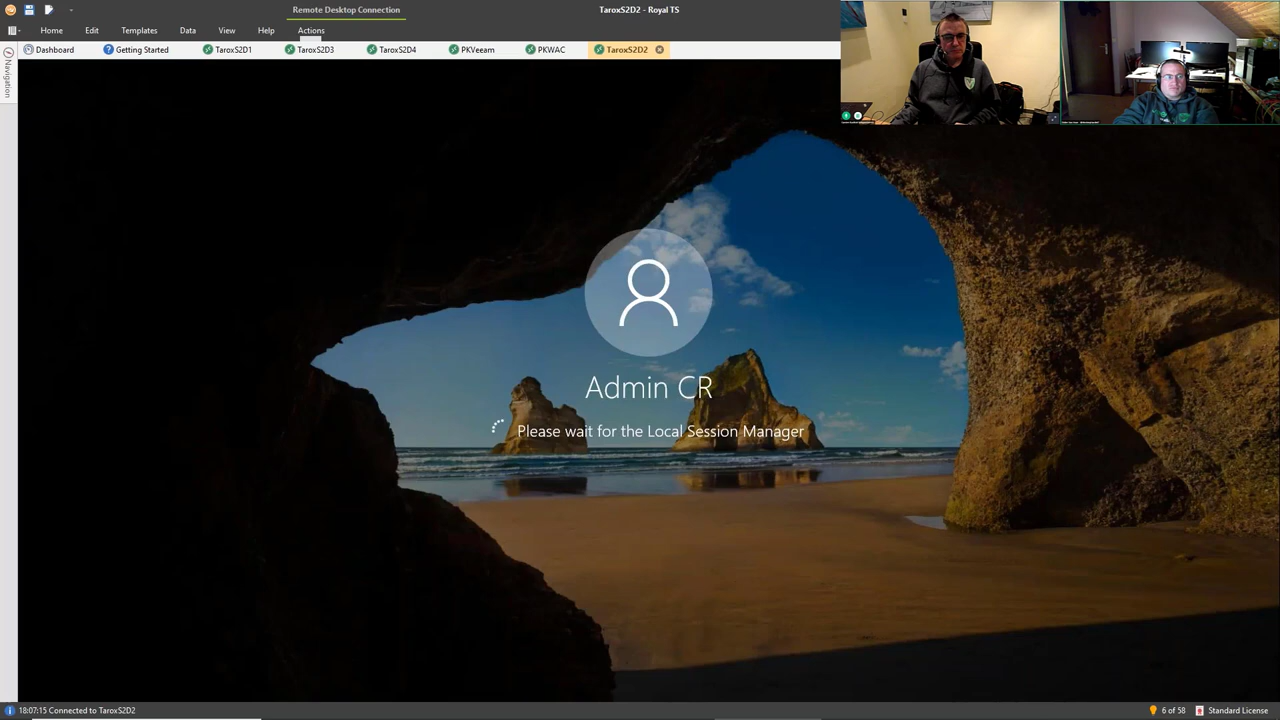 Remote Desktop Connection
TaroxS2D2 - Royal TS
Home Edit Templates Data View Help Actions
Dashboard Getting Started TaroxS2D1 TaroxS2D3 TaroxS2D4 PKVeeam PKWAC TaroxS2D2
Navigation
Admin CR
Please wait for the Local Session Manager
18:07:15 Connected to TaroxS2D2
6 of 58 Standard License